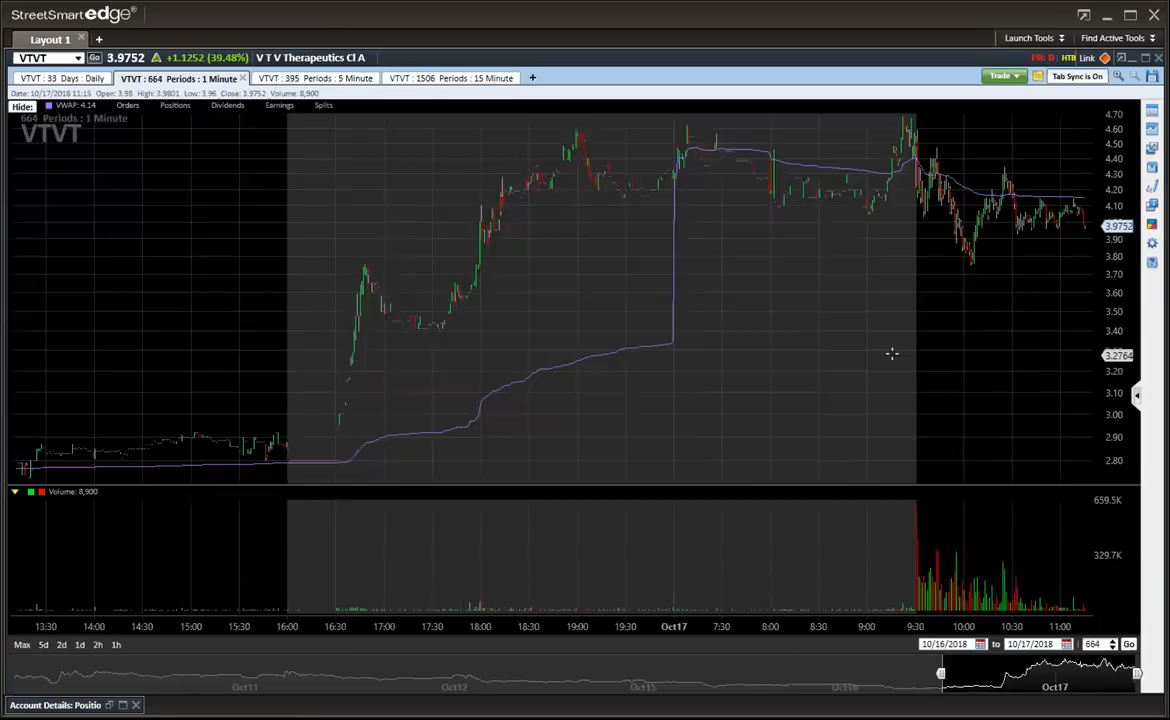 StreetSmart edge®
Layout 1 +
Launch Tools Find Active Tools
VTVT Go 3.9752 +1.1252 (39.48%) V T V Therapeutics Cl A HTB Link
VTVT : 33 Days : Daily VTVT : 664 Periods : 1 Minute VTVT : 395 Periods : 5 Minute VTVT : 1506 Periods : 15 Minute + Trade Tab Sync is On
Date: 10/17/2018 11:15 Open: 3.98 High: 3.9801 Low: 3.96 Close: 3.9752 Volume: 8,900
Hide: VWAP: 4.14 Orders Positions Dividends Earnings Splits
664 Periods : 1 Minute
VTVT
4.70
4.60
4.50
4.40
4.30
4.20
4.10
3.9752
3.90
3.80
3.70
3.60
3.50
3.40
3.2764
3.20
3.10
3.00
2.90
2.80
Volume: 8,900
659.5K
329.7K
13:30 14:00 14:30 15:00 15:30 16:00 16:30 17:00 17:30 18:00 18:30 19:00 19:30 Oct17 7:30 8:00 8:30 9:00 9:30 10:00 10:30 11:00
Max 5d 2d 1d 2h 1h 10/16/2018 to 10/17/2018 664 Go
Oct11 Oct12 Oct15 Oct16 Oct17
Account Details: Positio